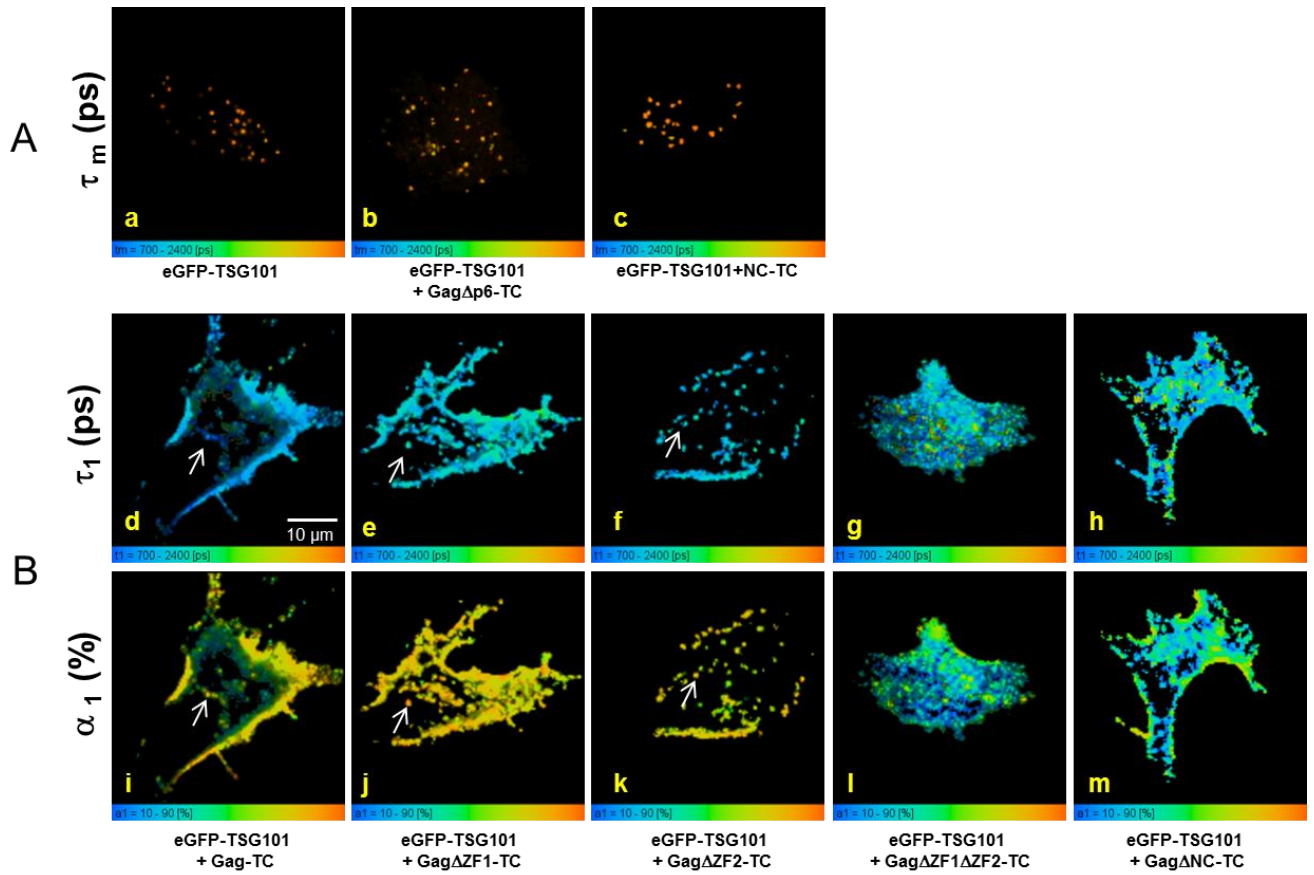 A
τ m (ps)
a
b
c
tm = 700 - 2400 [ps]
tm = 700 - 2400 [ps]
tm = 700 - 2400 [ps]
eGFP-TSG101
eGFP-TSG101
+ GagΔp6-TC
eGFP-TSG101+NC-TC
B
τ1 (ps)
d
10 µm
e
f
g
h
t1 = 700 - 2400 [ps]
t1 = 700 - 2400 [ps]
t1 = 700 - 2400 [ps]
t1 = 700 - 2400 [ps]
t1 = 700 - 2400 [ps]
α 1 (%)
i
j
k
l
m
a1 = 10 - 90 [%]
a1 = 10 - 90 [%]
a1 = 10 - 90 [%]
a1 = 10 - 90 [%]
a1 = 10 - 90 [%]
eGFP-TSG101
+ Gag-TC
eGFP-TSG101
+ GagΔZF1-TC
eGFP-TSG101
+ GagΔZF2-TC
eGFP-TSG101
+ GagΔZF1ΔZF2-TC
eGFP-TSG101
+ GagΔNC-TC